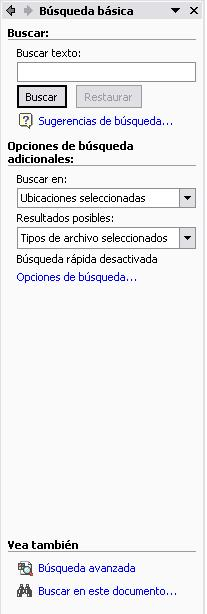 Búsqueda básica
Buscar:
Buscar texto:
Buscar
Restaurar
Sugerencias de búsqueda...
Opciones de búsqueda
adicionales:
Buscar en:
Ubicaciones seleccionadas
Resultados posibles:
Tipos de archivo seleccionados
Búsqueda rápida desactivada
Opciones de búsqueda...
Vea también
Búsqueda avanzada
Buscar en este documento...